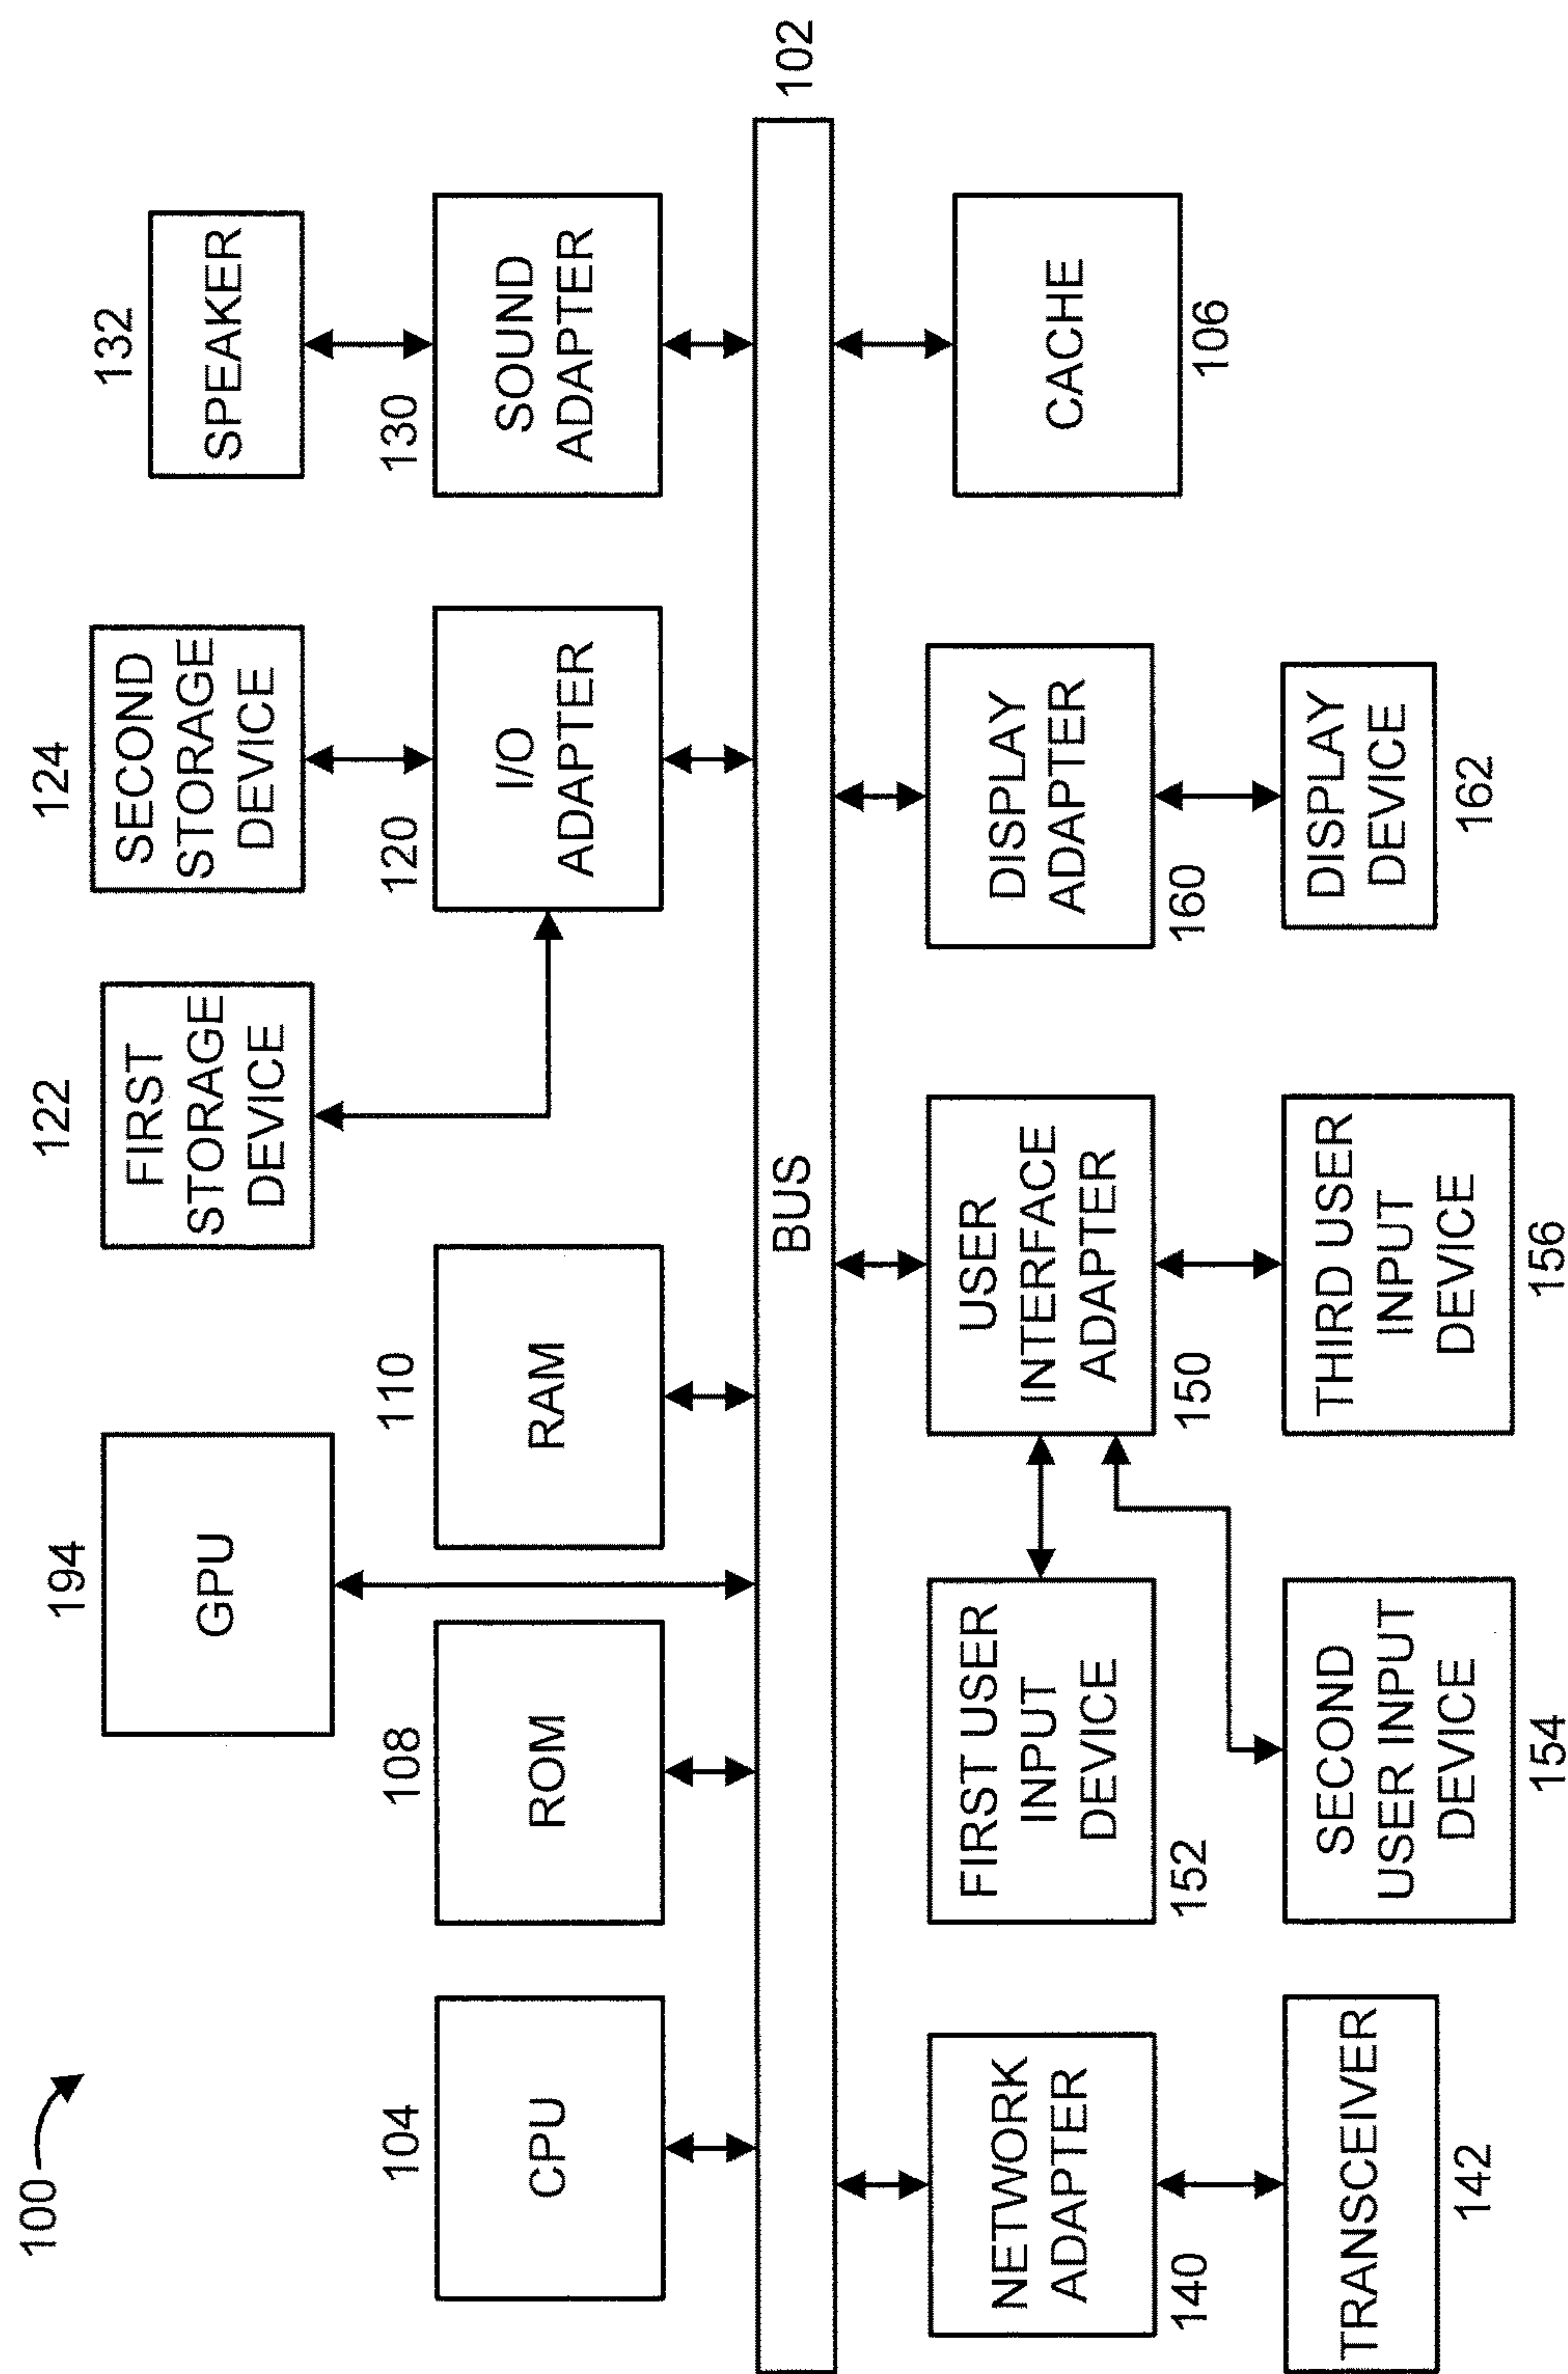 100
194
GPU
122
FIRST
STORAGE
DEVICE
124
SECOND
STORAGE
DEVICE
132
SPEAKER
104
CPU
108
ROM
110
RAM
120
I/O
ADAPTER
130
SOUND
ADAPTER
BUS
102
NETWORK
ADAPTER
140
FIRST USER
INPUT
DEVICE
152
USER
INTERFACE
ADAPTER
150
DISPLAY
ADAPTER
160
CACHE
106
TRANSCEIVER
142
SECOND
USER INPUT
DEVICE
154
THIRD USER
INPUT
DEVICE
156
DISPLAY
DEVICE
162